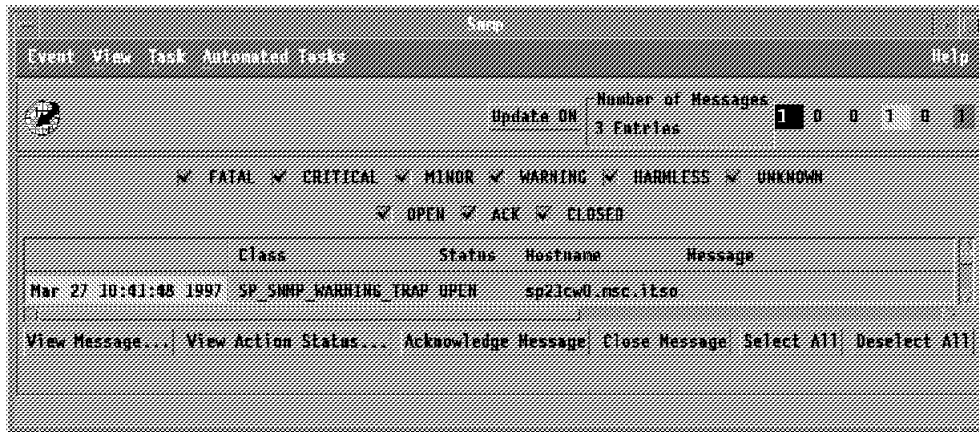 Snmp
Event View Task Automated Tasks Help
Number of Messages
Update ON 3 Entries 1 0 0 1 0 1
FATAL CRITICAL MINOR WARNING HARMLESS UNKNOWN
OPEN ACK CLOSED
Class Status Hostname Message
Mar 27 10:41:48 1997 SP_SNMP_WARNING_TRAP OPEN sp21cw0.msc.itso
View Message... View Action Status... Acknowledge Message Close Message Select All Deselect All